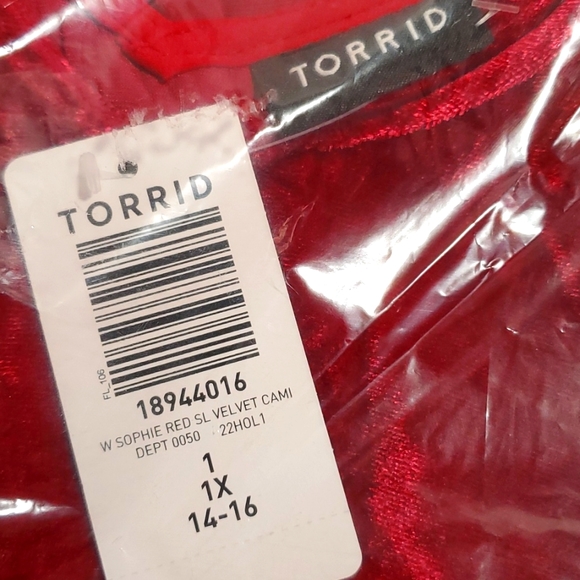 TORRID
TORRID
FL_106
18944016
W SOPHIE RED SL VELVET CAMI
DEPT 0050 22HOL1
1
1X
14-16